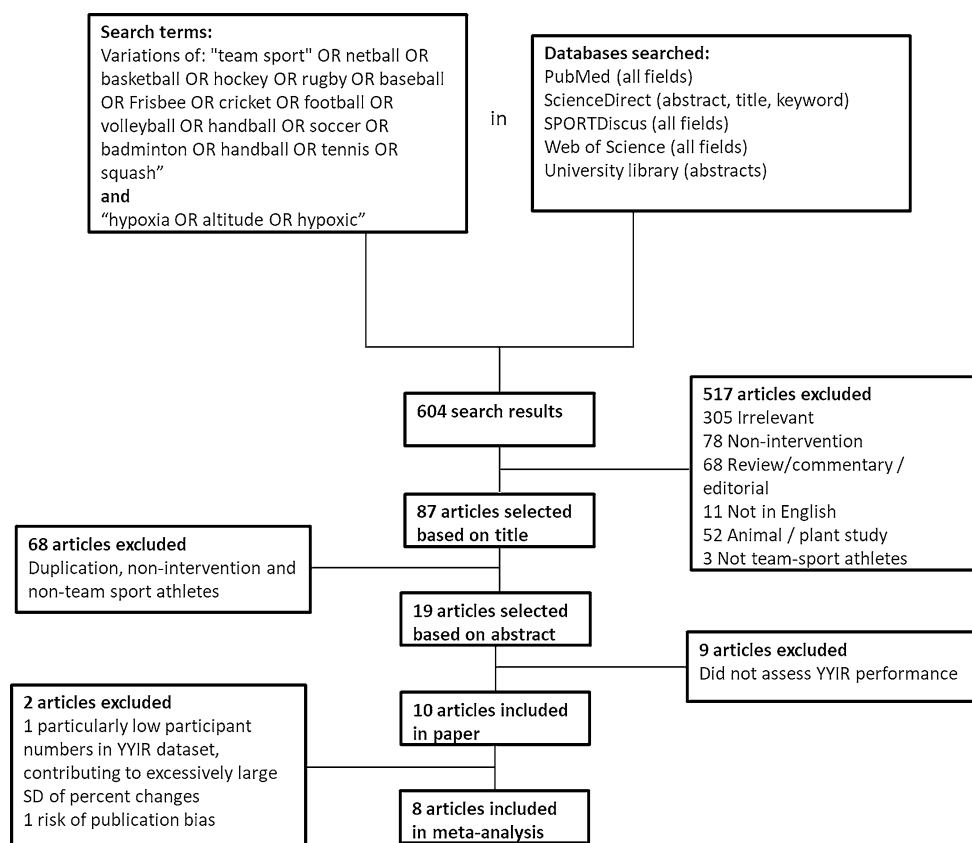 Search terms:
Variations of: "team sport" OR netball OR
basketball OR hockey OR rugby OR baseball
OR Frisbee OR cricket OR football OR
volleyball OR handball OR soccer OR
badminton OR handball OR tennis OR
squash”
and
“hypoxia OR altitude OR hypoxic”
in
Databases searched:
PubMed (all fields)
ScienceDirect (abstract, title, keyword)
SPORTDiscus (all fields)
Web of Science (all fields)
University library (abstracts)
604 search results
517 articles excluded
305 Irrelevant
78 Non-intervention
68 Review/commentary /
editorial
11 Not in English
52 Animal / plant study
3 Not team-sport athletes
87 articles selected
based on title
68 articles excluded
Duplication, non-intervention and
non-team sport athletes
19 articles selected
based on abstract
9 articles excluded
Did not assess YYIR performance
10 articles included
in paper
2 articles excluded
1 particularly low participant
numbers in YYIR dataset,
contributing to excessively large
SD of percent changes
1 risk of publication bias
8 articles included
in meta-analysis